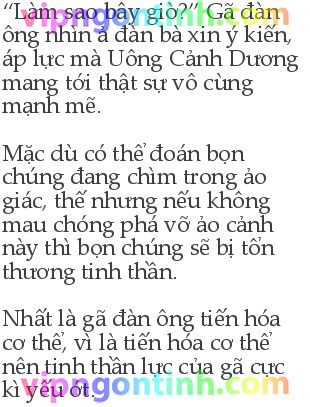 “Làm sao bây giờ?” Gã đàn
ông nhìn ả đàn bà xin ý kiến,
áp lực mà Uông Cảnh Dương
mang tới thật sự vô cùng
mạnh mẽ.

Mặc dù có thể đoán bọn
chúng đang chìm trong ảo
giác, thế nhưng nếu không
mau chóng phá vỡ ảo cảnh
này thì bọn chúng sẽ bị tổn
thương tinh thần.

Nhất là gã đàn ông tiến hóa
cơ thể, vì là tiến hóa cơ thể
nên tinh thần lực của gã cực
kì yếu ớt.
vipngontinh.com
vipngontinh.com